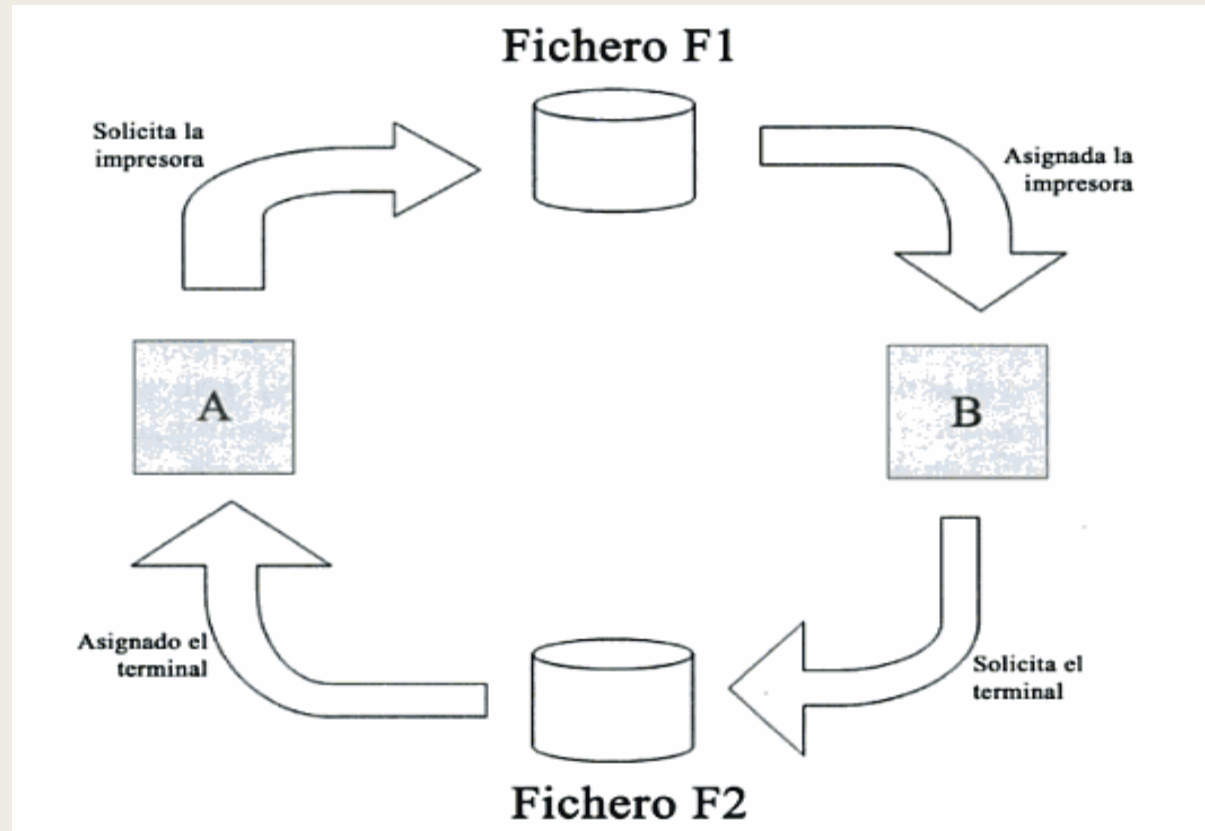 Fichero F1
Solicita la
impresora
Asignada la
impresora
A
B
Asignado el
terminal
Solicita el
terminal
Fichero F2